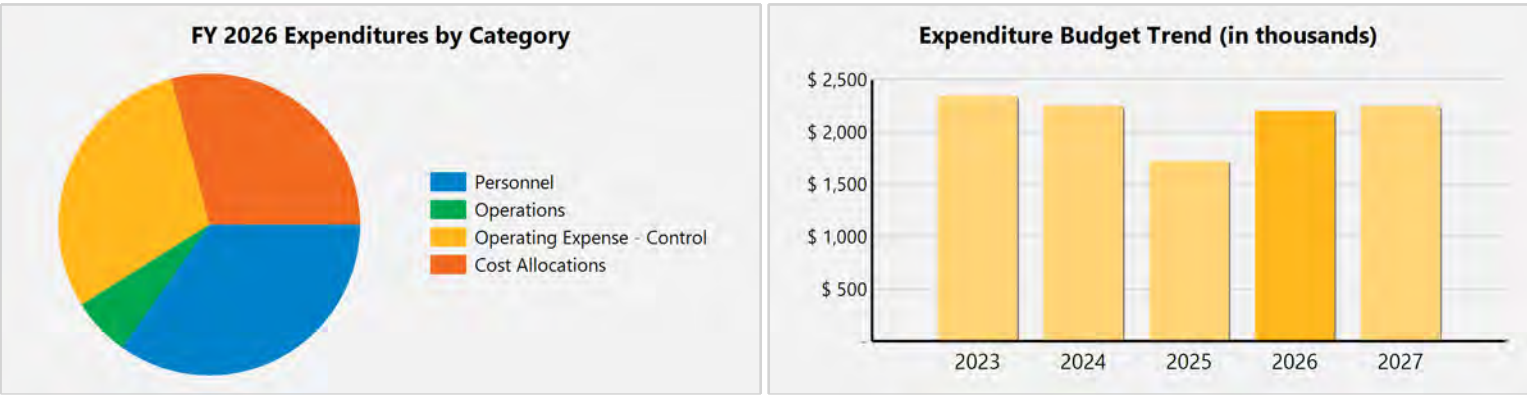 FY 2026 Expenditures by Category
Personnel
Operations
Operating Expense - Control
Cost Allocations
Expenditure Budget Trend (in thousands)
$ 2,500
$ 2,000
$ 1,500
$ 1,000
$ 500
-
2023 2024 2025 2026 2027